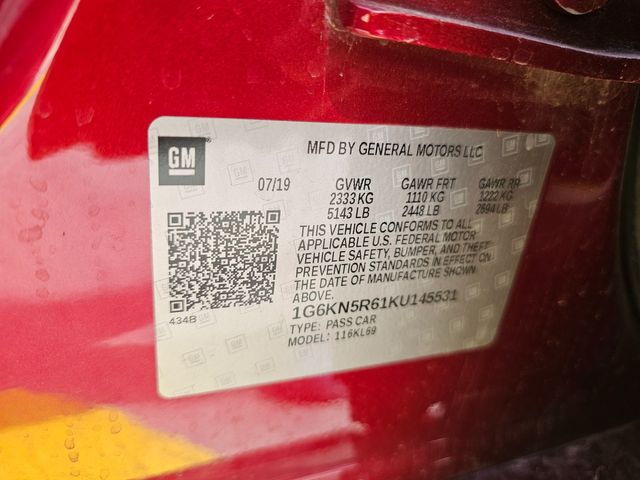 GM
MFD BY GENERAL MOTORS LLC
07/19 GVWR GAWR FRT GAWR RR
2333 KG 1110 KG 1222 KG
5143 LB 2448 LB 2694 LB
THIS VEHICLE CONFORMS TO ALL
APPLICABLE U.S. FEDERAL MOTOR
VEHICLE SAFETY, BUMPER, AND THEFT
PREVENTION STANDARDS IN EFFECT ON
THE DATE OF MANUFACTURE SHOWN
ABOVE.
434B
1G6KN5R61KU145531
TYPE: PASS CAR
MODEL: 116KL69